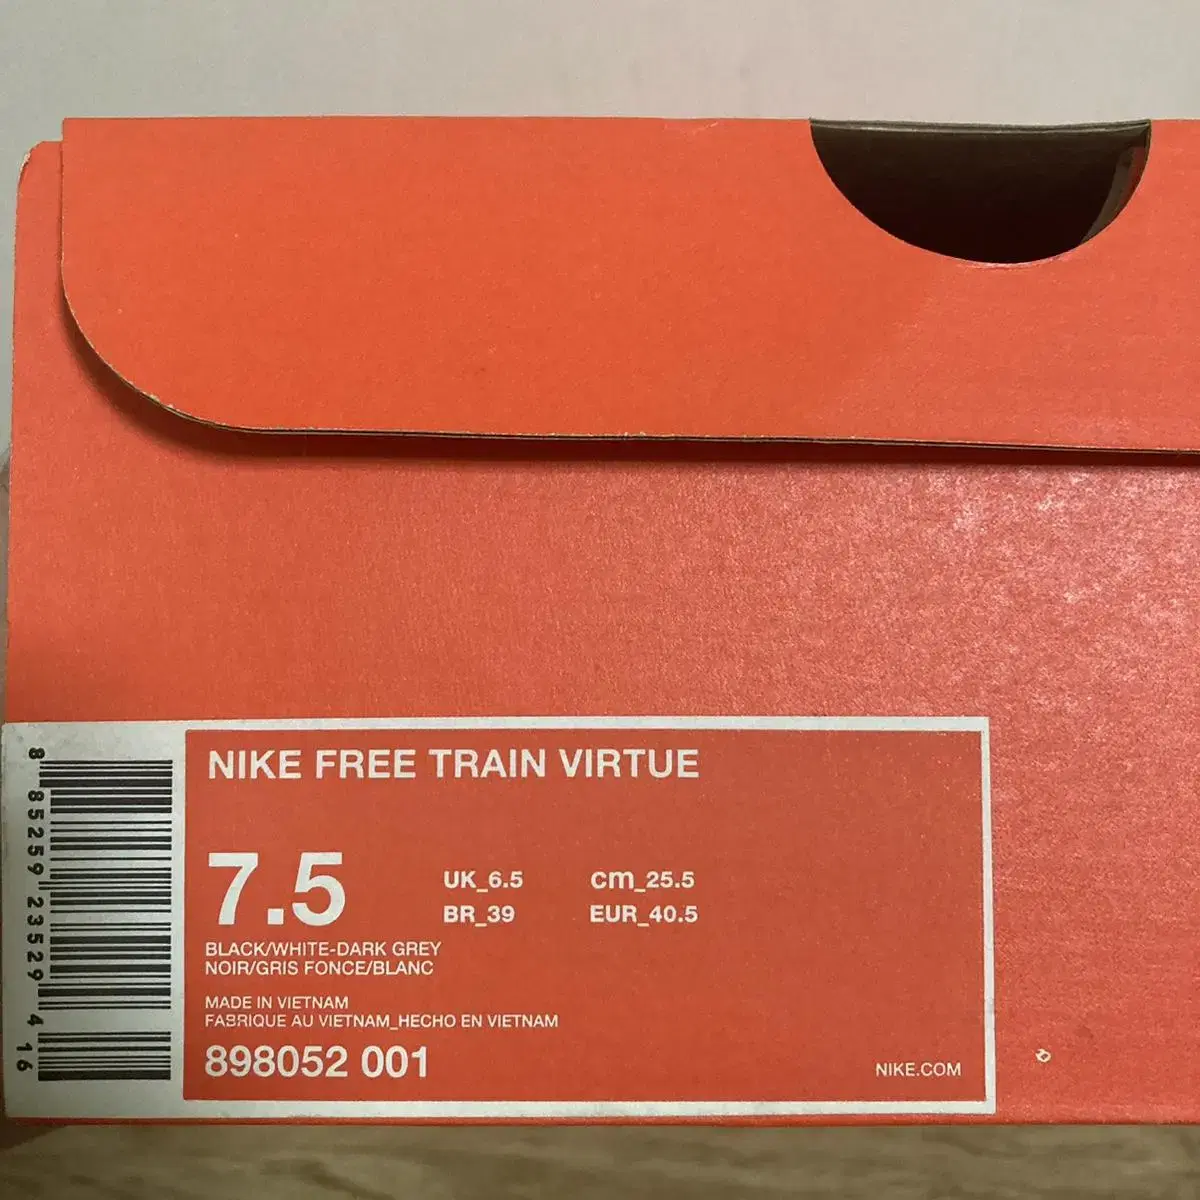 NIKE FREE TRAIN VIRTUE
7.5
UK_6.5 cm_25.5
BR_39 EUR_40.5
BLACK/WHITE-DARK GREY
NOIR/GRIS FONCE/BLANC
MADE IN VIETNAM
FABRIQUE AU VIETNAM_HECHO EN VIETNAM
898052 001
NIKE.COM
8 85259 23529 4 16